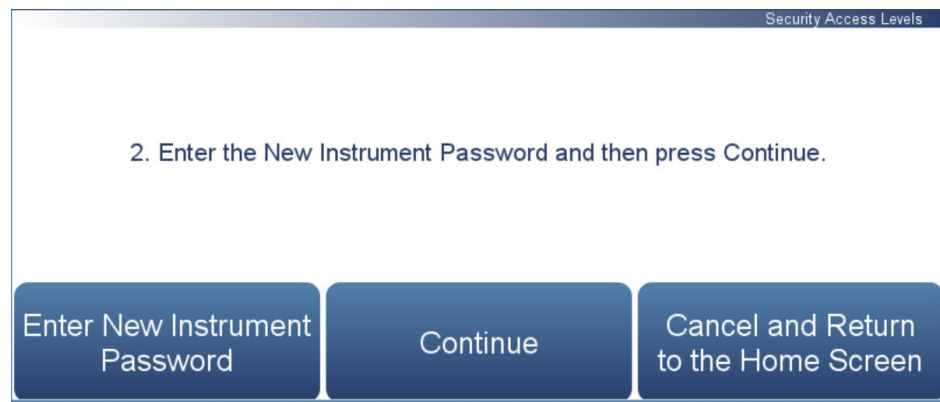 Security Access Levels
2. Enter the New Instrument Password and then press Continue.
Enter New Instrument
Password
Continue
Cancel and Return
to the Home Screen